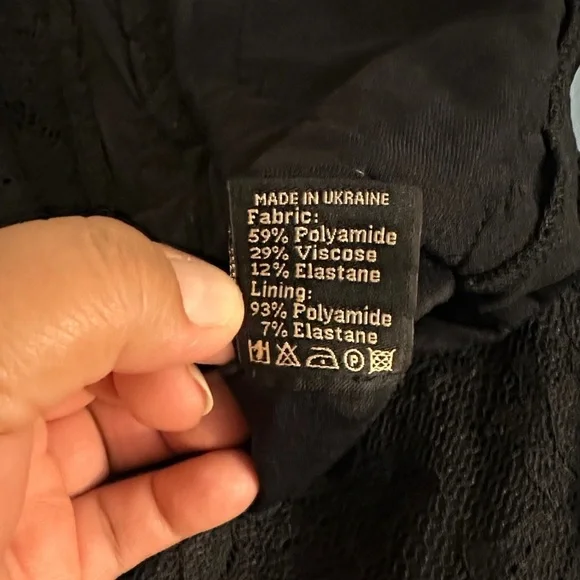 MADE IN UKRAINE
Fabric:
59% Polyamide
29% Viscose
12% Elastane
Lining:
93% Polyamide
7% Elastane
P